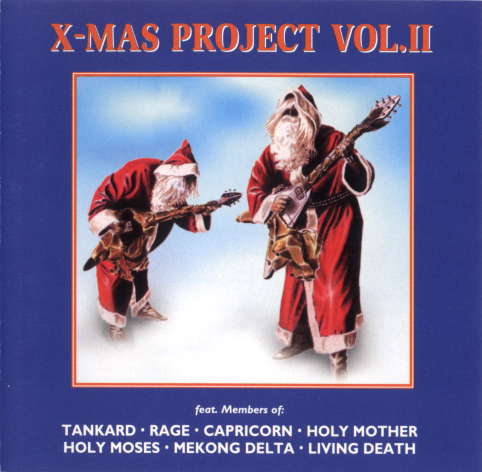 X-MAS PROJECT VOL.II
feat. Members of:
TANKARD · RAGE · CAPRICORN · HOLY MOTHER
HOLY MOSES · MEKONG DELTA · LIVING DEATH